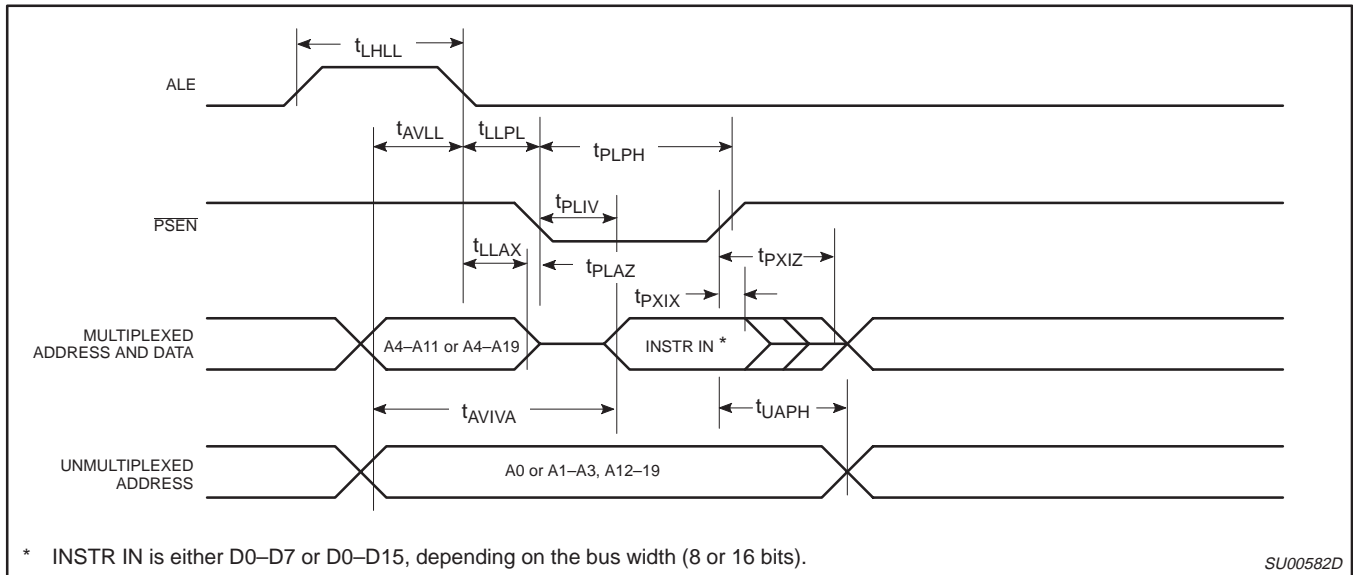 tLHLL
ALE
tAVLL
tLLPL
tPLPH
PSEN
tPLIV
tLLAX
tPLAZ
tPXIZ
tPXIX
MULTIPLEXED
ADDRESS AND DATA
A4–A11 or A4–A19
INSTR IN *
tAVIVA
tUAPH
UNMULTIPLEXED
ADDRESS
A0 or A1–A3, A12–19
* INSTR IN is either D0–D7 or D0–D15, depending on the bus width (8 or 16 bits).
SU00582D